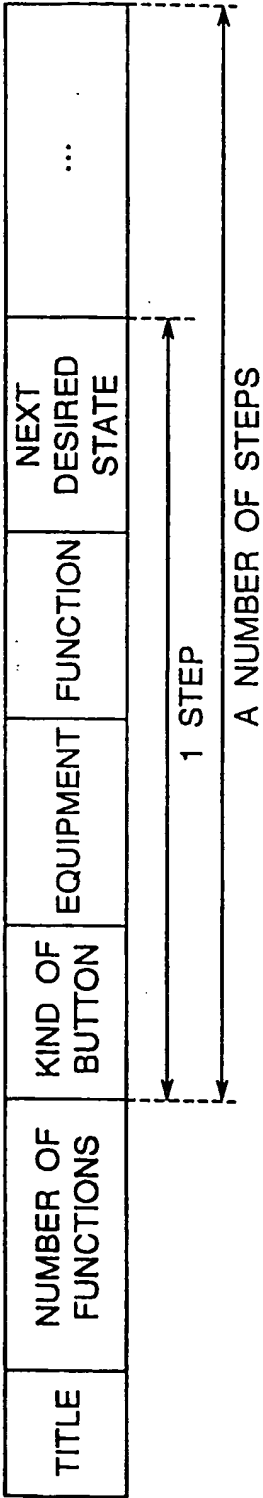 TITLE
NUMBER OF
FUNCTIONS
KIND OF
BUTTON
EQUIPMENT
FUNCTION
NEXT
DESIRED
STATE
...
1 STEP
A NUMBER OF STEPS